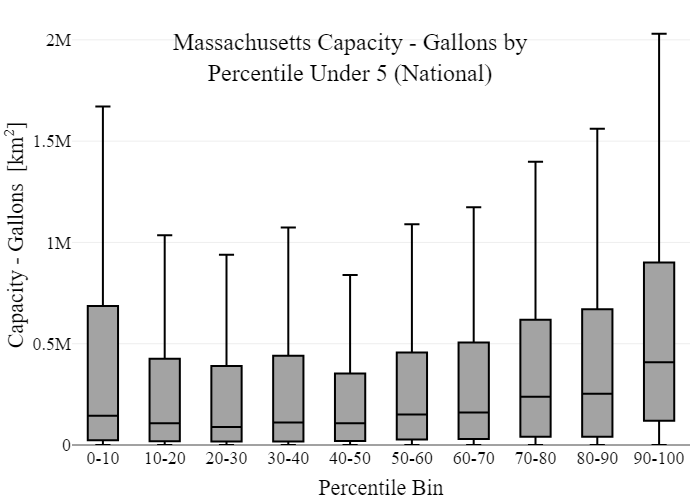 Massachusetts Capacity - Gallons by
Percentile Under 5 (National)
Capacity - Gallons [km²]
2M
1.5M
1M
0.5M
0
0-10 10-20 20-30 30-40 40-50 50-60 60-70 70-80 80-90 90-100
Percentile Bin